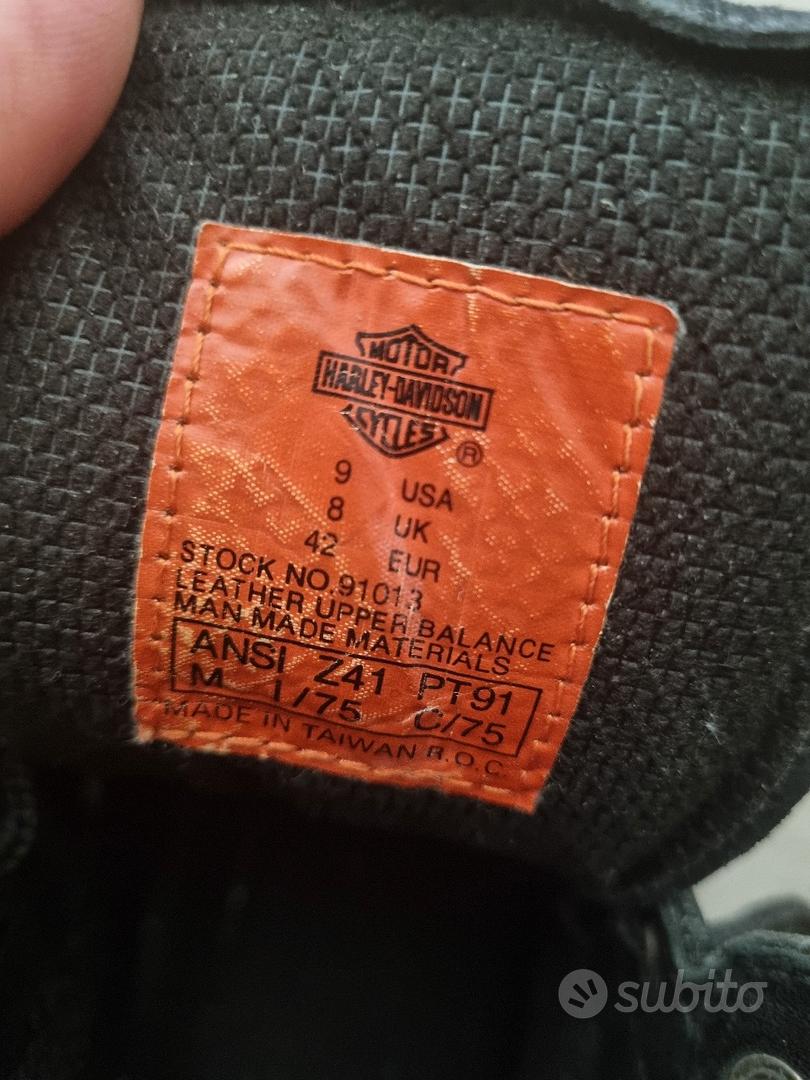 MOTOR
HARLEY-DAVIDSON
CYCLES
®
9 USA
8 UK
42 EUR
STOCK NO.91013
LEATHER UPPER BALANCE
MAN MADE MATERIALS
ANSI Z41 PT91
M I/75 C/75
MADE IN TAIWAN R.O.C.
subito